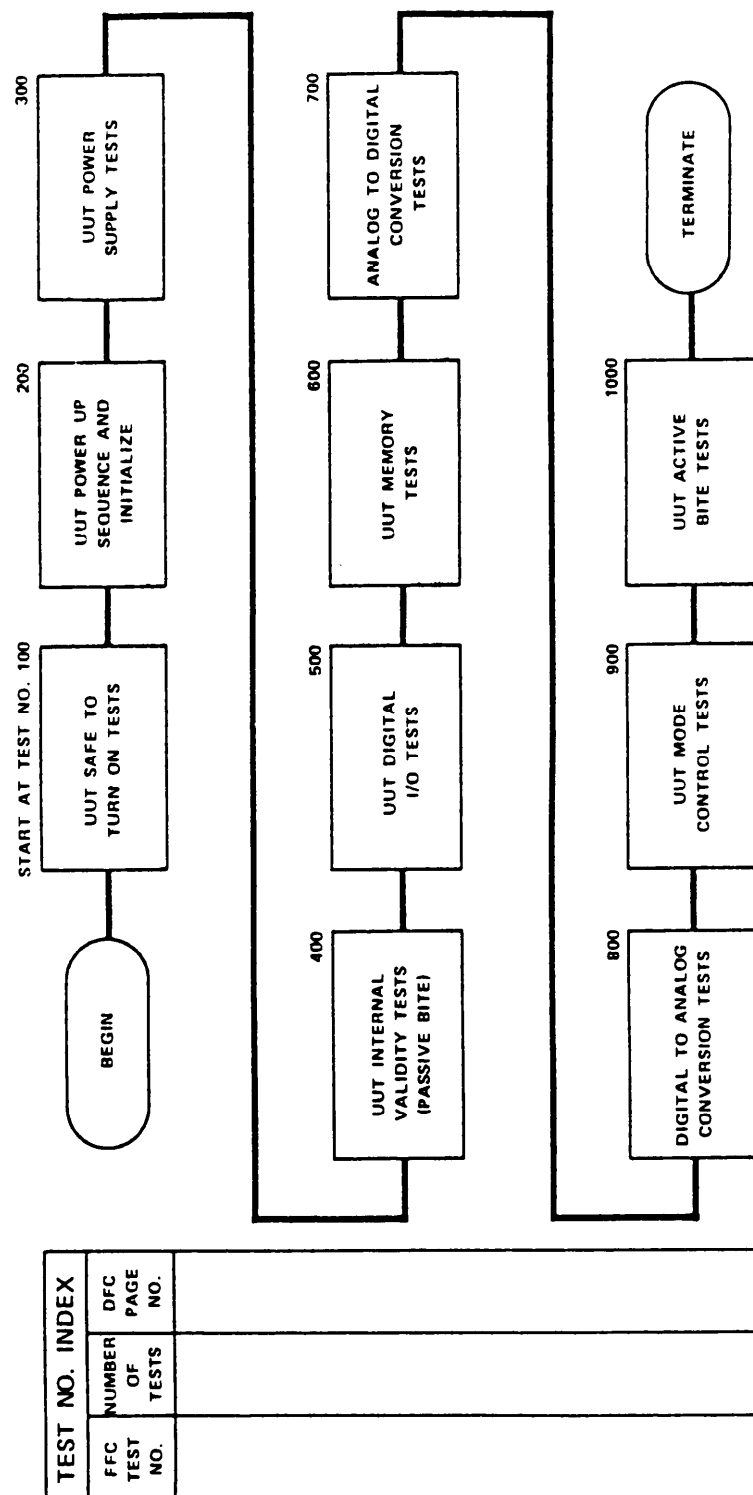 TEST NO. INDEX
FFC
TEST
NO.
NUMBER
OF
TESTS
DFC
PAGE
NO.
BEGIN
START AT TEST NO. 100
UUT SAFE TO
TURN ON TESTS
200
UUT POWER UP
SEQUENCE AND
INITIALIZE
300
UUT POWER
SUPPLY TESTS
400
UUT INTERNAL
VALIDITY TESTS
(PASSIVE BITE)
500
UUT DIGITAL
I/O TESTS
600
UUT MEMORY
TESTS
700
ANALOG TO DIGITAL
CONVERSION
TESTS
800
DIGITAL TO ANALOG
CONVERSION TESTS
900
UUT MODE
CONTROL TESTS
1000
UUT ACTIVE
BITE TESTS
TERMINATE